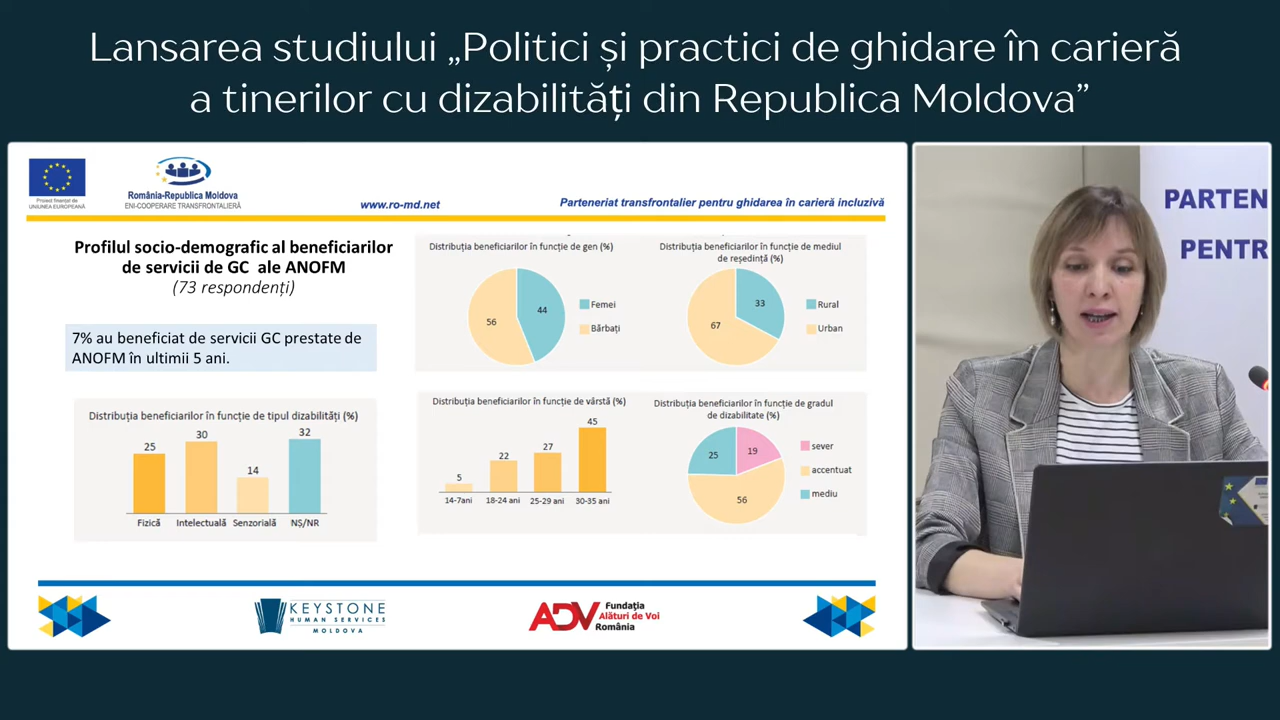 Lansarea studiului „Politici și practici de ghidare în carieră
a tinerilor cu dizabilități din Republica Moldova”
Proiect finanțat de
UNIUNEA EUROPEANĂ
România-Republica Moldova
ENI-COOPERARE TRANSFRONTALIERĂ
www.ro-md.net
Parteneriat transfrontalier pentru ghidarea în carieră incluzivă
Profilul socio-demografic al beneficiarilor
de servicii de GC ale ANOFM
(73 respondenți)
7% au beneficiat de servicii GC prestate de
ANOFM în ultimii 5 ani.
Distribuția beneficiarilor în funcție de tipul dizabilități (%)
25
30
14
32
Fizică
Intelectuală
Senzorială
NȘ/NR
Distribuția beneficiarilor în funcție de gen (%)
56
44
Femei
Bărbați
Distribuția beneficiarilor în funcție de mediul
de reședință (%)
67
33
Rural
Urban
Distribuția beneficiarilor în funcție de vârstă (%)
5
22
27
45
14-7ani
18-24 ani
25-29 ani
30-35 ani
Distribuția beneficiarilor în funcție de gradul
de dizabilitate (%)
25
19
56
sever
accentuat
mediu
KEYSTONE
HUMAN SERVICES
MOLDOVA
ADV
Fundația
Alături de Voi
România
PARTEN
PENTR